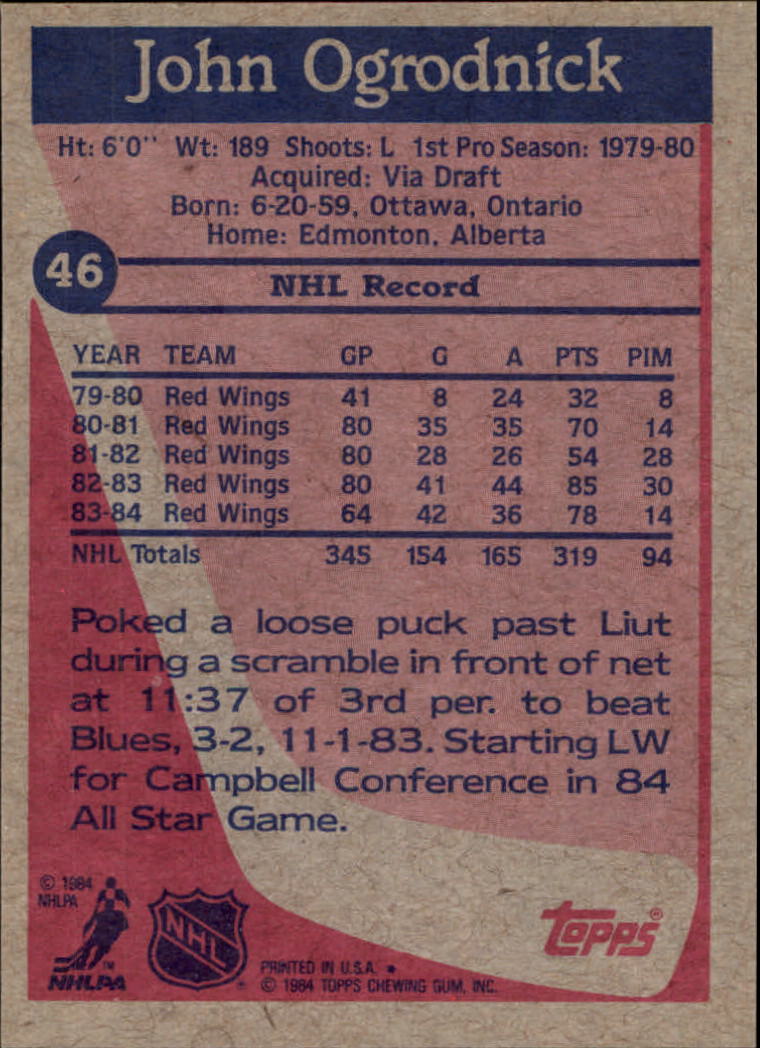 John Ogrodnick
Ht: 6'0" Wt: 189 Shoots: L 1st Pro Season: 1979-80
Acquired: Via Draft
Born: 6-20-59, Ottawa, Ontario
Home: Edmonton, Alberta
46
NHL Record
YEAR TEAM GP G A PTS PIM
79-80 Red Wings 41 8 24 32 8
80-81 Red Wings 80 35 35 70 14
81-82 Red Wings 80 28 26 54 28
82-83 Red Wings 80 41 44 85 30
83-84 Red Wings 64 42 36 78 14
NHL Totals 345 154 165 319 94
Poked a loose puck past Liut
during a scramble in front of net
at 11:37 of 3rd per. to beat
Blues, 3-2, 11-1-83. Starting LW
for Campbell Conference in 84
All Star Game.
© 1984
NHLPA
TM
NHLPA
NHL
®
PRINTED IN U.S.A. *
© 1984 TOPPS CHEWING GUM, INC.
Topps®